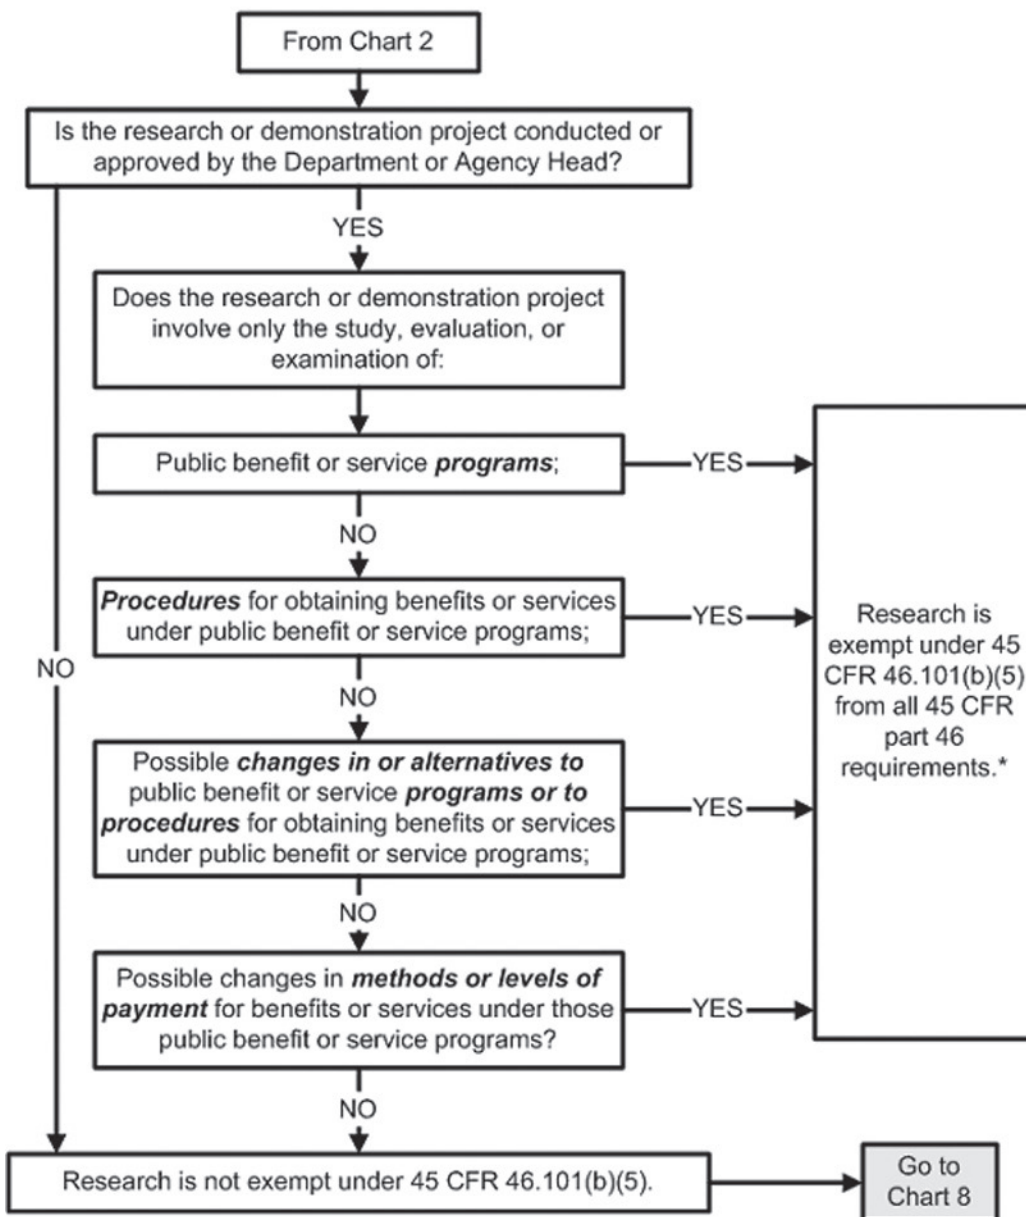 From Chart 2
Is the research or demonstration project conducted or
approved by the Department or Agency Head?
YES
Does the research or demonstration project
involve only the study, evaluation, or
examination of:
Public benefit or service programs;
YES
NO
Procedures for obtaining benefits or services
under public benefit or service programs;
YES
NO
NO
Possible changes in or alternatives to
public benefit or service programs or to
procedures for obtaining benefits or services
under public benefit or service programs;
YES
NO
Possible changes in methods or levels of
payment for benefits or services under those
public benefit or service programs?
YES
NO
Research is
exempt under 45
CFR 46.101(b)(5)
from all 45 CFR
part 46
requirements.*
Research is not exempt under 45 CFR 46.101(b)(5).
Go to
Chart 8